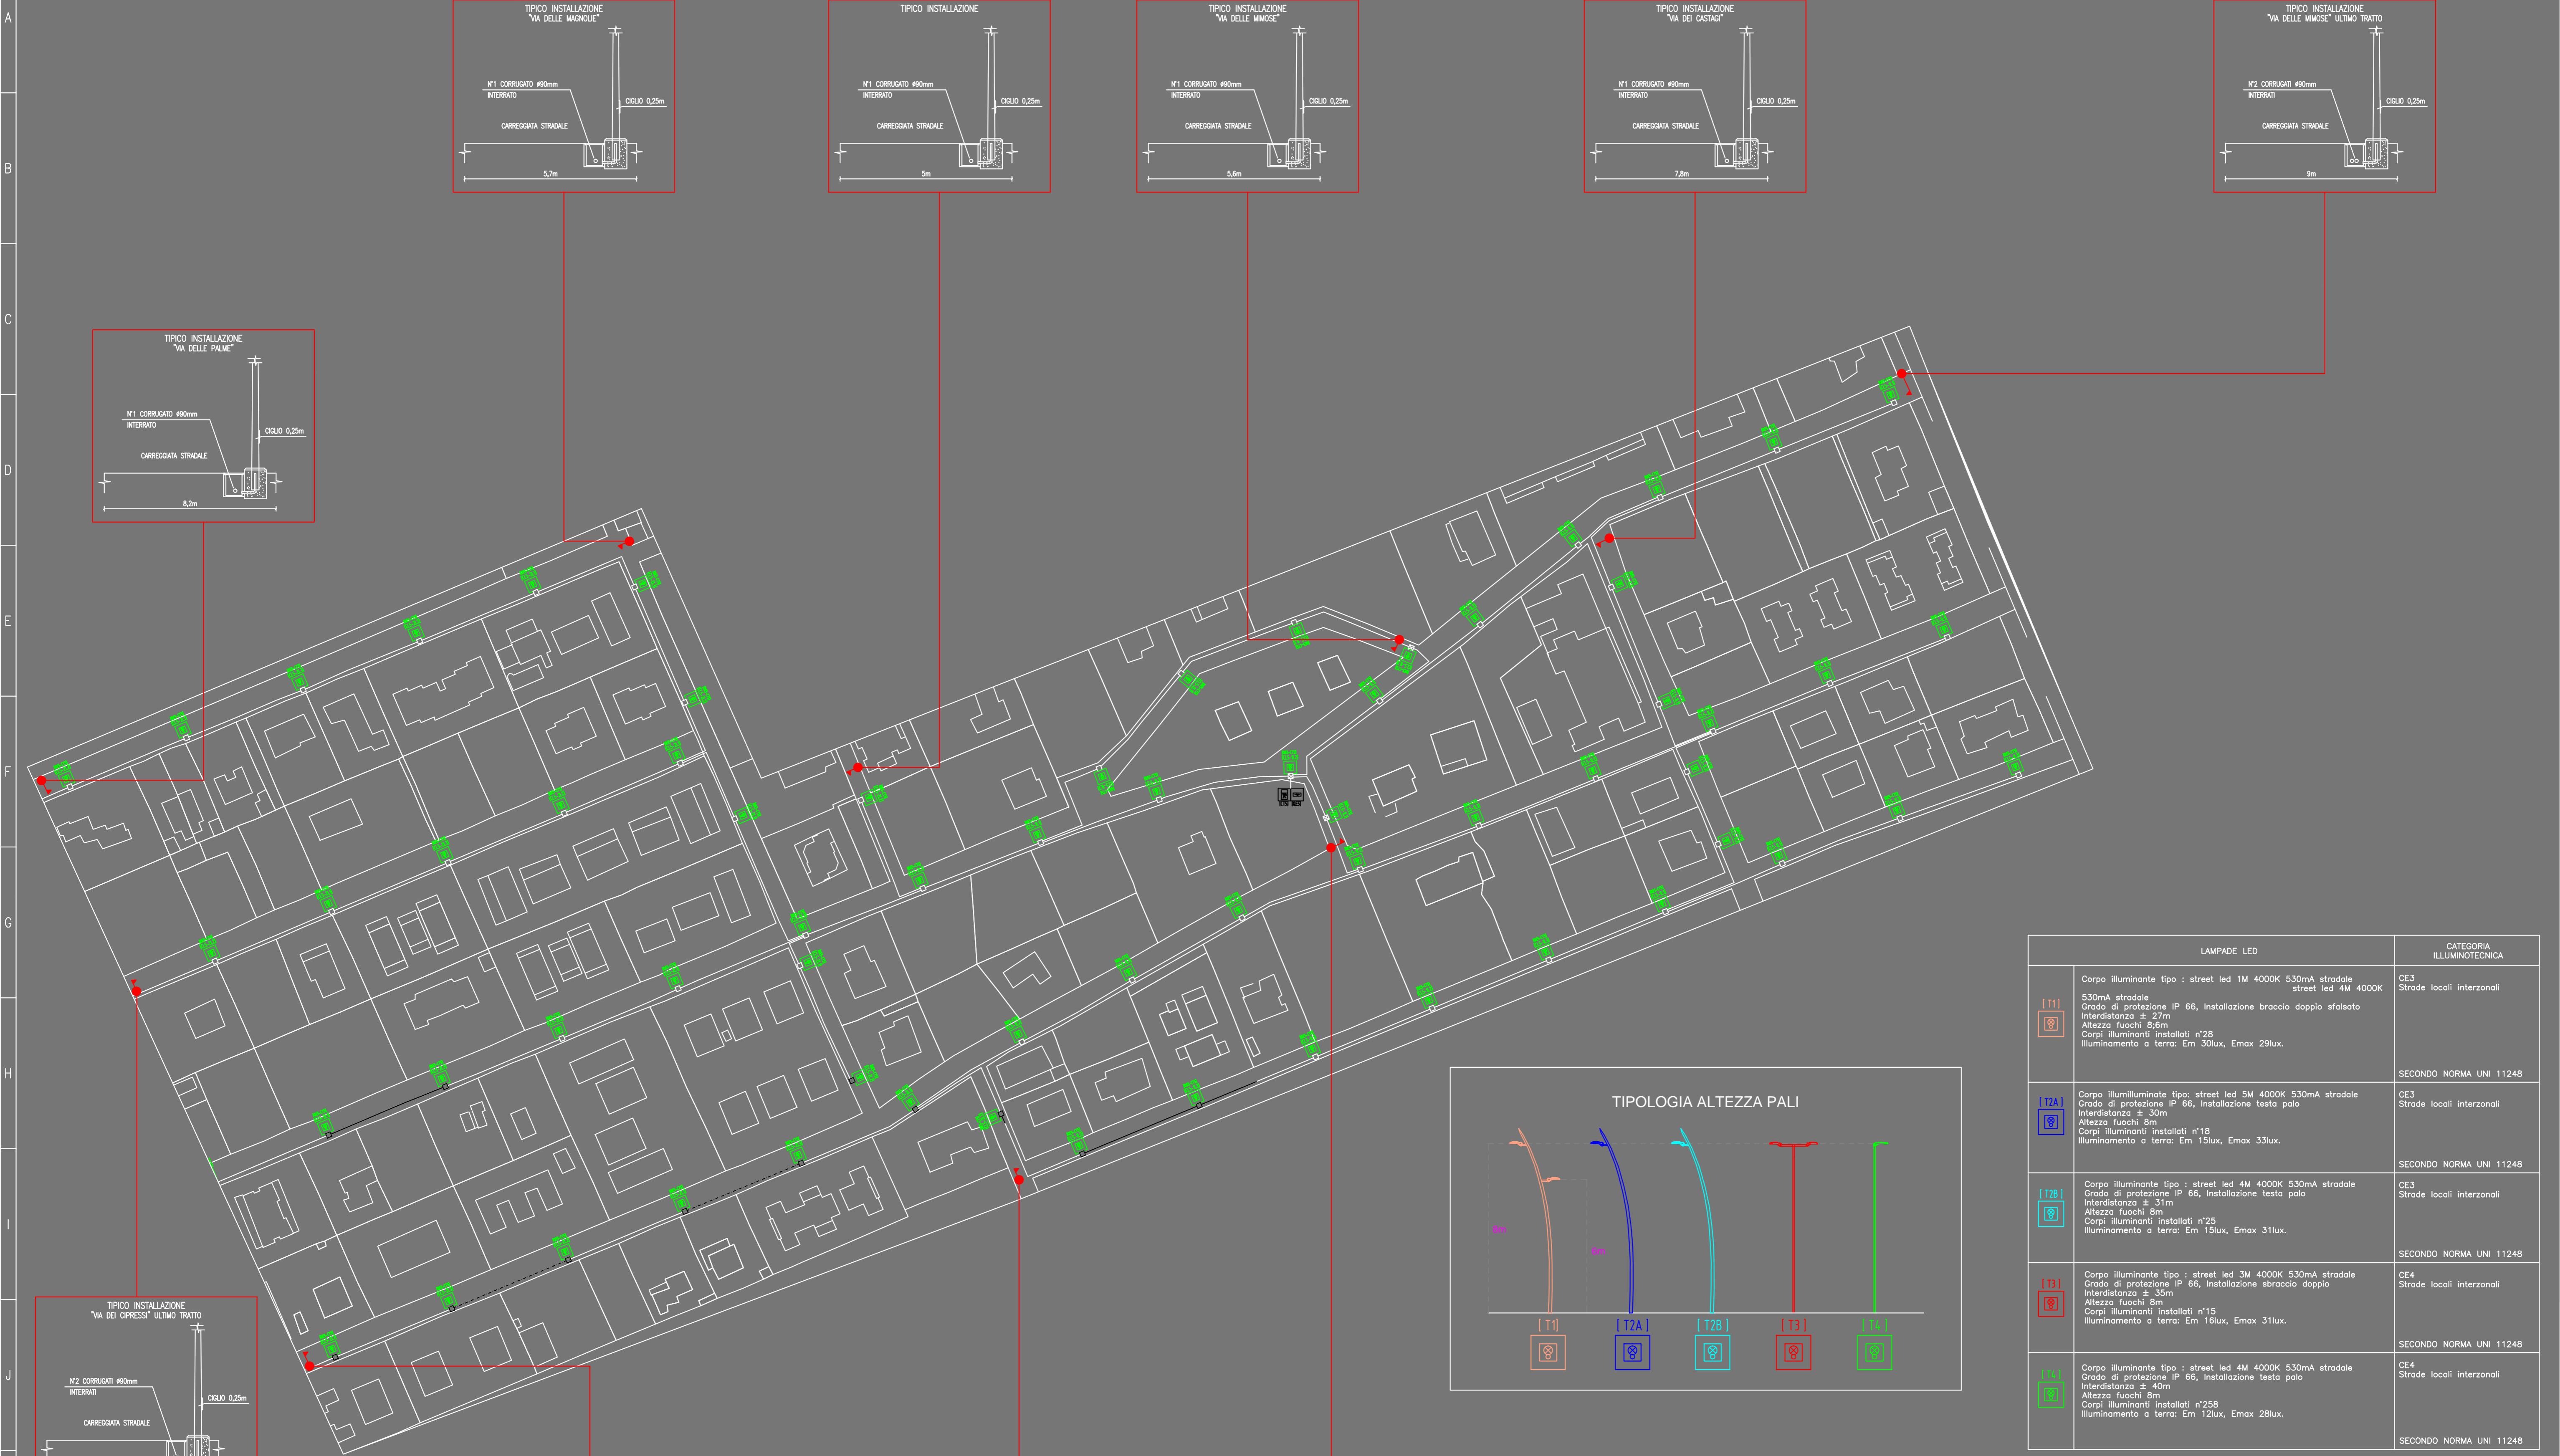 A
B
C
D
E
F
G
H
I
J
TIPICO INSTALLAZIONE
"VIA DELLE MAGNOLIE"
N°1 CORRUGATO ø90mm
INTERRATO
CIGLIO 0,25m
CARREGGIATA STRADALE
5,7m
TIPICO INSTALLAZIONE
N°1 CORRUGATO ø90mm
INTERRATO
CIGLIO 0,25m
CARREGGIATA STRADALE
5m
TIPICO INSTALLAZIONE
"VIA DELLE MIMOSE"
N°1 CORRUGATO ø90mm
INTERRATO
CIGLIO 0,25m
CARREGGIATA STRADALE
5,6m
TIPICO INSTALLAZIONE
"VIA DEI CASTAGI"
N°1 CORRUGATO ø90mm
INTERRATO
CIGLIO 0,25m
CARREGGIATA STRADALE
7,8m
TIPICO INSTALLAZIONE
"VIA DELLE MIMOSE" ULTIMO TRATTO
N°2 CORRUGATI ø90mm
INTERRATI
CIGLIO 0,25m
CARREGGIATA STRADALE
9m
TIPICO INSTALLAZIONE
"VIA DELLE PALME"
N°1 CORRUGATO ø90mm
INTERRATO
CIGLIO 0,25m
CARREGGIATA STRADALE
8,2m
TIPICO INSTALLAZIONE
"VIA DEI CIPRESSI" ULTIMO TRATTO
N°2 CORRUGATI ø90mm
INTERRATI
CIGLIO 0,25m
CARREGGIATA STRADALE
TIPOLOGIA ALTEZZA PALI
[ T1]
[ T2A ]
[ T2B ]
[ T3 ]
[ T4 ]
LAMPADE LED
CATEGORIA
ILLUMINOTECNICA
[ T1 ]
Corpo illuminante tipo : street led 1M 4000K 530mA stradale
street led 4M 4000K
530mA stradale
Grado di protezione IP 66, Installazione braccio doppio sfalsato
Interdistanza ± 27m
Altezza fuochi 8;6m
Corpi illuminanti installati n°28
Illuminamento a terra: Em 30lux, Emax 29lux.
CE3
Strade locali interzonali
SECONDO NORMA UNI 11248
[ T2A ]
Corpo illumilluminate tipo: street led 5M 4000K 530mA stradale
Grado di protezione IP 66, Installazione testa palo
Interdistanza ± 30m
Altezza fuochi 8m
Corpi illuminanti installati n°18
Illuminamento a terra: Em 15lux, Emax 33lux.
CE3
Strade locali interzonali
SECONDO NORMA UNI 11248
[ T2B ]
Corpo illuminante tipo : street led 4M 4000K 530mA stradale
Grado di protezione IP 66, Installazione testa palo
Interdistanza ± 31m
Altezza fuochi 8m
Corpi illuminanti installati n°25
Illuminamento a terra: Em 15lux, Emax 31lux.
CE3
Strade locali interzonali
SECONDO NORMA UNI 11248
[ T3 ]
Corpo illuminante tipo : street led 3M 4000K 530mA stradale
Grado di protezione IP 66, Installazione sbraccio doppio
Interdistanza ± 35m
Altezza fuochi 8m
Corpi illuminanti installati n°15
Illuminamento a terra: Em 16lux, Emax 31lux.
CE4
Strade locali interzonali
SECONDO NORMA UNI 11248
[ T4 ]
Corpo illuminante tipo : street led 4M 4000K 530mA stradale
Grado di protezione IP 66, Installazione testa palo
Interdistanza ± 40m
Altezza fuochi 8m
Corpi illuminanti installati n°258
Illuminamento a terra: Em 12lux, Emax 28lux.
CE4
Strade locali interzonali
SECONDO NORMA UNI 11248